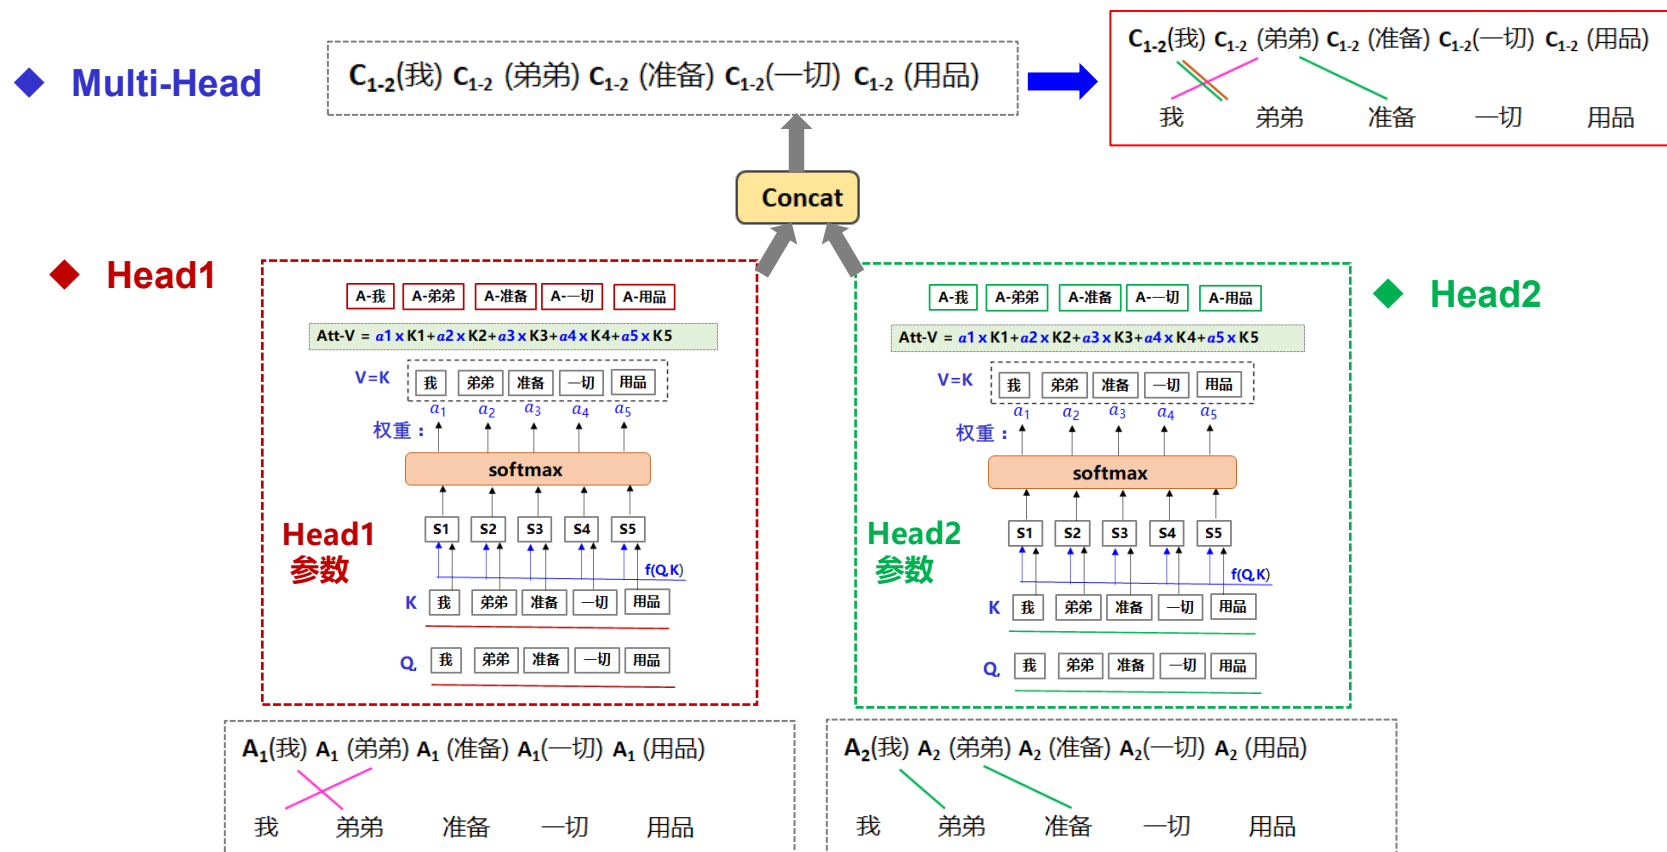 Multi-Head
C1-2(我) C1-2 (弟弟) C1-2 (准备) C1-2(一切) C1-2 (用品)
C1-2(我) C1-2 (弟弟) C1-2 (准备) C1-2(一切) C1-2 (用品)
我 弟弟 准备 一切 用品
Concat
Head1
A-我 A-弟弟 A-准备 A-一切 A-用品
Att-V = a1 x K1+a2 x K2+a3 x K3+a4 x K4+a5 x K5
V=K 我 弟弟 准备 一切 用品
a1 a2 a3 a4 a5
权重：
softmax
S1 S2 S3 S4 S5
Head1
参数
f(Q,K)
K 我 弟弟 准备 一切 用品
Q, 我 弟弟 准备 一切 用品
A1(我) A1 (弟弟) A1 (准备) A1(一切) A1 (用品)
我 弟弟 准备 一切 用品
Head2
A-我 A-弟弟 A-准备 A-一切 A-用品
Att-V = a1 x K1+a2 x K2+a3 x K3+a4 x K4+a5 x K5
V=K 我 弟弟 准备 一切 用品
a1 a2 a3 a4 a5
权重：
softmax
S1 S2 S3 S4 S5
Head2
参数
f(Q,K)
K 我 弟弟 准备 一切 用品
Q, 我 弟弟 准备 一切 用品
A2(我) A2 (弟弟) A2 (准备) A2(一切) A2 (用品)
我 弟弟 准备 一切 用品